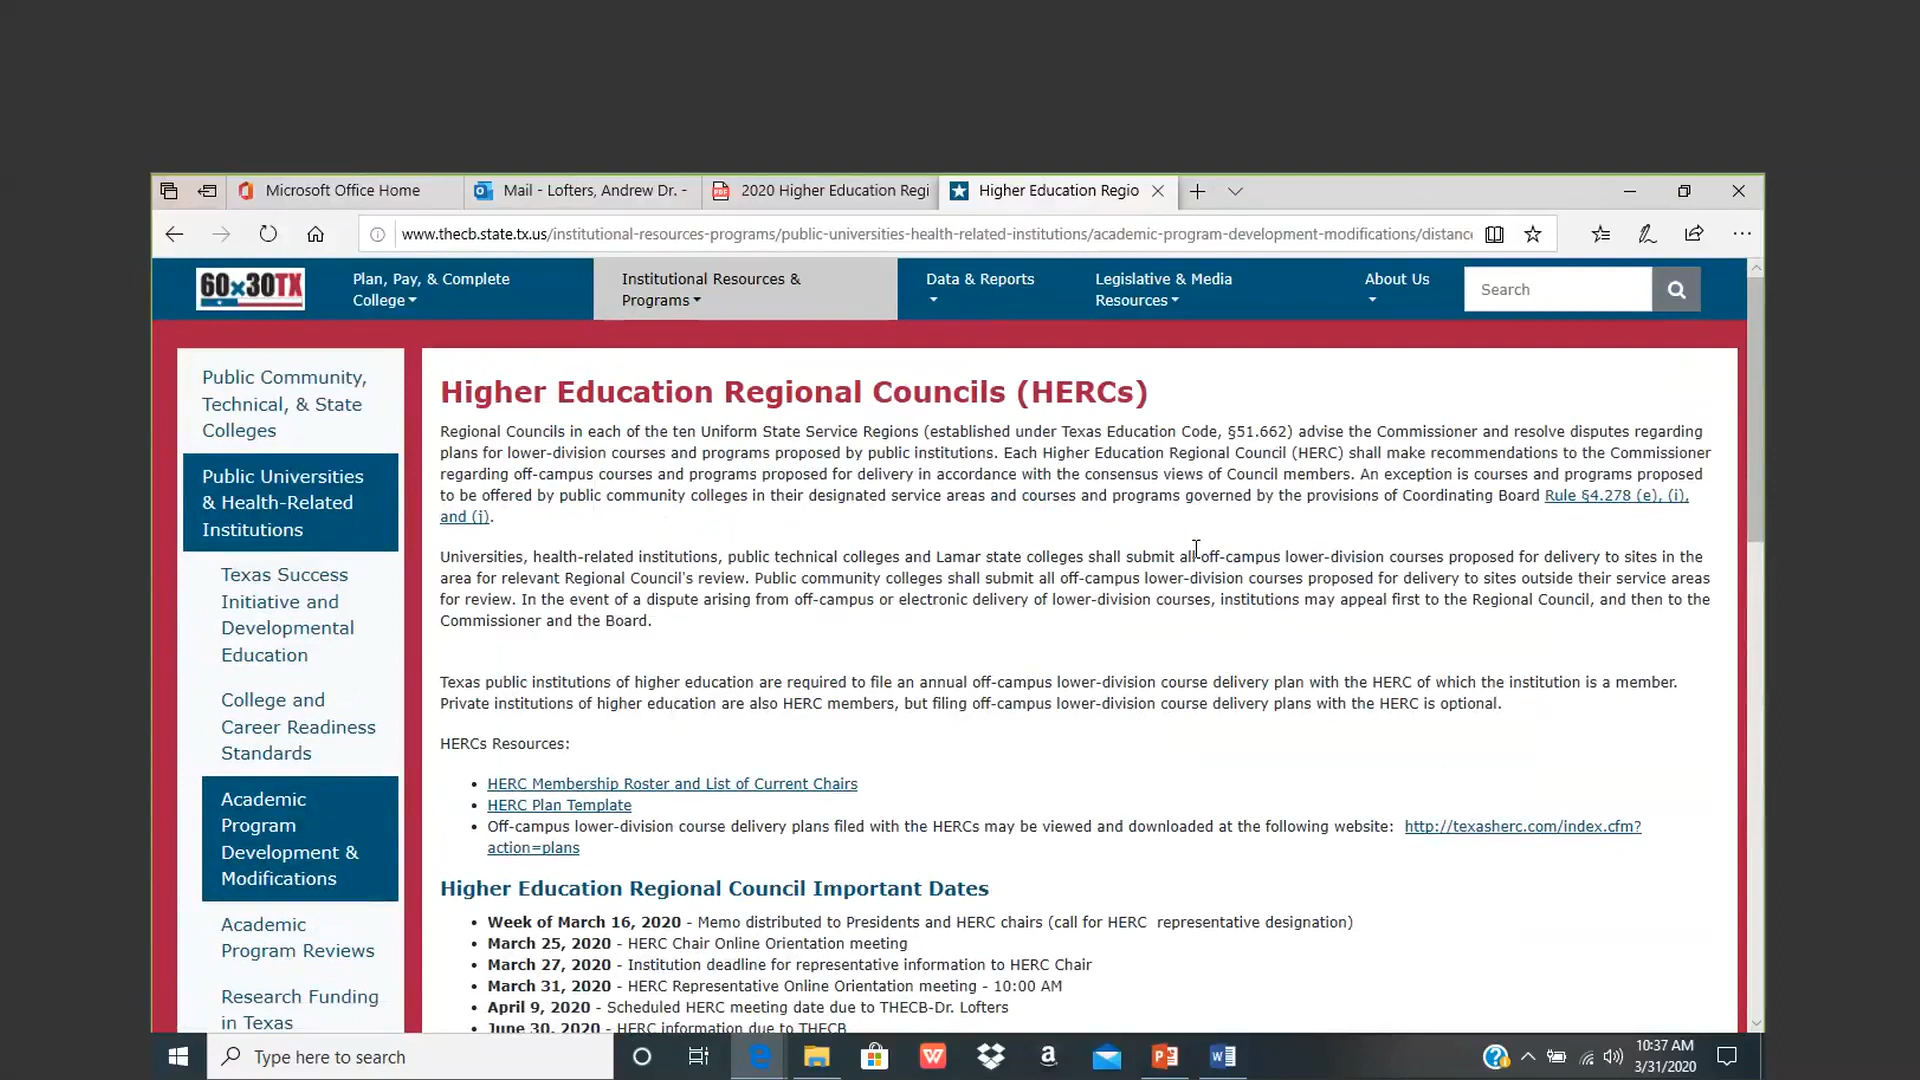 Microsoft Office Home
Mail - Lofters, Andrew Dr. -
2020 Higher Education Regi
Higher Education Regio
www.thecb.state.tx.us/institutional-resources-programs/public-universities-health-related-institutions/academic-program-development-modifications/distanc
60x30TX
Plan, Pay, & Complete
College
Institutional Resources &
Programs
Data & Reports
Legislative & Media
Resources
About Us
Search
Public Community,
Technical, & State
Colleges
Public Universities
& Health-Related
Institutions
Texas Success
Initiative and
Developmental
Education
College and
Career Readiness
Standards
Academic
Program
Development &
Modifications
Academic
Program Reviews
Research Funding
in Texas
Higher Education Regional Councils (HERCs)
Regional Councils in each of the ten Uniform State Service Regions (established under Texas Education Code, §51.662) advise the Commissioner and resolve disputes regarding
plans for lower-division courses and programs proposed by public institutions. Each Higher Education Regional Council (HERC) shall make recommendations to the Commissioner
regarding off-campus courses and programs proposed for delivery in accordance with the consensus views of Council members. An exception is courses and programs proposed
to be offered by public community colleges in their designated service areas and courses and programs governed by the provisions of Coordinating Board Rule §4.278 (e), (i),
and (j).
Universities, health-related institutions, public technical colleges and Lamar state colleges shall submit all off-campus lower-division courses proposed for delivery to sites in the
area for relevant Regional Council's review. Public community colleges shall submit all off-campus lower-division courses proposed for delivery to sites outside their service areas
for review. In the event of a dispute arising from off-campus or electronic delivery of lower-division courses, institutions may appeal first to the Regional Council, and then to the
Commissioner and the Board.
Texas public institutions of higher education are required to file an annual off-campus lower-division course delivery plan with the HERC of which the institution is a member.
Private institutions of higher education are also HERC members, but filing off-campus lower-division course delivery plans with the HERC is optional.
HERCs Resources:
• HERC Membership Roster and List of Current Chairs
• HERC Plan Template
• Off-campus lower-division course delivery plans filed with the HERCs may be viewed and downloaded at the following website: http://texasherc.com/index.cfm?
action=plans
Higher Education Regional Council Important Dates
• Week of March 16, 2020 - Memo distributed to Presidents and HERC chairs (call for HERC representative designation)
• March 25, 2020 - HERC Chair Online Orientation meeting
• March 27, 2020 - Institution deadline for representative information to HERC Chair
• March 31, 2020 - HERC Representative Online Orientation meeting - 10:00 AM
• April 9, 2020 - Scheduled HERC meeting date due to THECB-Dr. Lofters
• June 30, 2020 - HERC information due to THECB
Type here to search
10:37 AM
3/31/2020